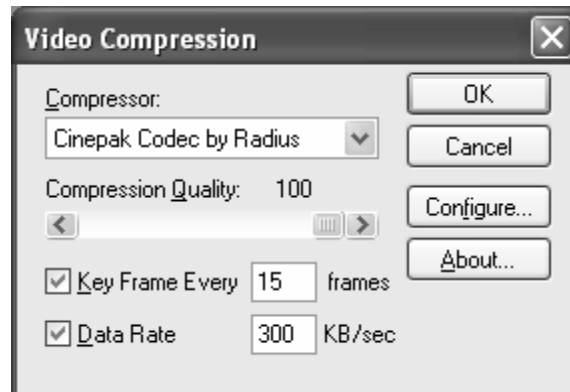 Video Compression
Compressor:
OK
Cinepak Codec by Radius
Cancel
Compression Quality: 100
Configure...
About...
Key Frame Every 15 frames
Data Rate 300 KB/sec